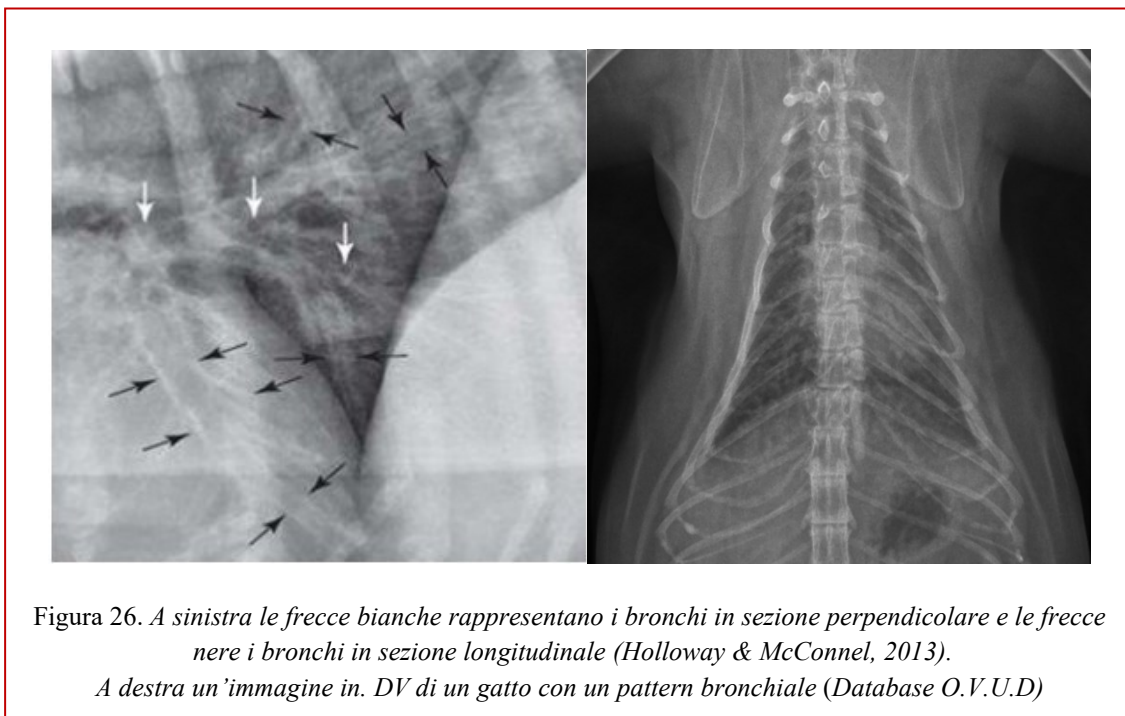 Figura 26. A sinistra le frecce bianche rappresentano i bronchi in sezione perpendicolare e le frecce
nere i bronchi in sezione longitudinale (Holloway & McConnel, 2013).
A destra un’immagine in. DV di un gatto con un pattern bronchiale (Database O.V.U.D)